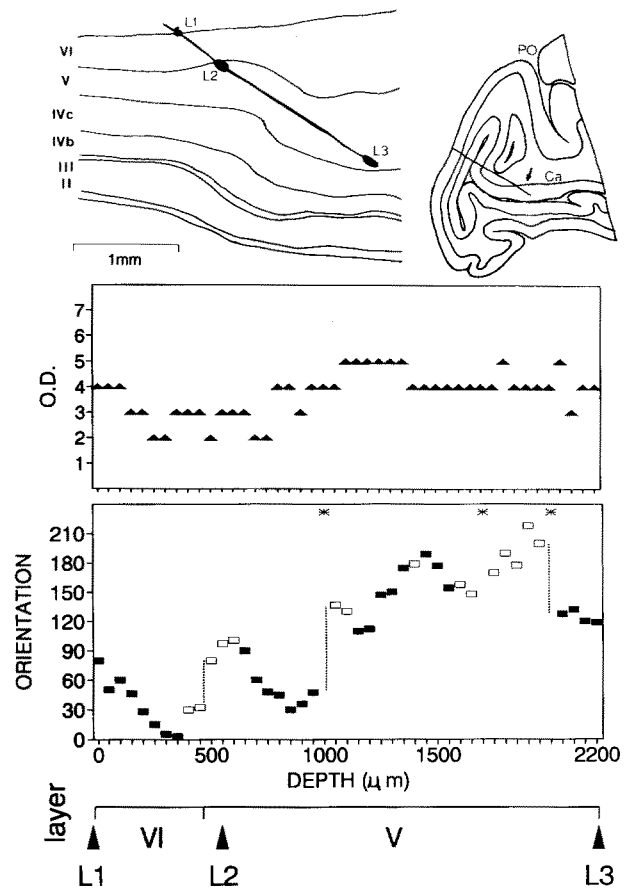 L1
VI
L2
V
IVc
L3
IVb
III
II
1mm
PO
Ca
O.D.
7
6
5
4
3
2
1
ORIENTATION
210
180
150
120
90
60
30
0
* * *
0 500 1000 1500 2200
DEPTH (μ m)
layer
VI V
L1 L2 L3